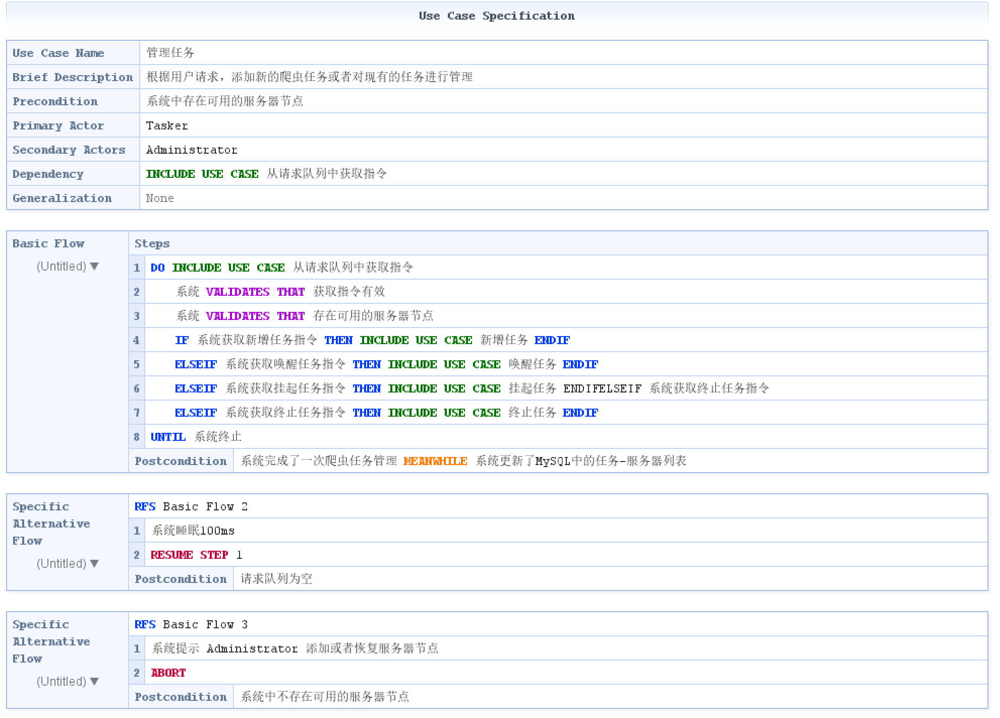 Use Case Specification
Use Case Name 管理任务
Brief Description 根据用户请求，添加新的爬虫任务或者对现有的任务进行管理
Precondition 系统中存在可用的服务器节点
Primary Actor Tasker
Secondary Actors Administrator
Dependency INCLUDE USE CASE 从请求队列中获取指令
Generalization None
Basic Flow Steps
(Untitled) ▼
1 DO INCLUDE USE CASE 从请求队列中获取指令
2 系统 VALIDATES THAT 获取指令有效
3 系统 VALIDATES THAT 存在可用的服务器节点
4 IF 系统获取新增任务指令 THEN INCLUDE USE CASE 新增任务 ENDIF
5 ELSEIF 系统获取唤醒任务指令 THEN INCLUDE USE CASE 唤醒任务 ENDIF
6 ELSEIF 系统获取挂起任务指令 THEN INCLUDE USE CASE 挂起任务 ENDIFELSEIF 系统获取终止任务指令
7 ELSEIF 系统获取终止任务指令 THEN INCLUDE USE CASE 终止任务 ENDIF
8 UNTIL 系统终止
Postcondition 系统完成了一次爬虫任务管理 MEANWHILE 系统更新了MySQL中的任务-服务器列表
Specific Alternative Flow
(Untitled) ▼
RFS Basic Flow 2
1 系统睡眠100ms
2 RESUME STEP 1
Postcondition 请求队列为空
Specific Alternative Flow
(Untitled) ▼
RFS Basic Flow 3
1 系统提示 Administrator 添加或者恢复服务器节点
2 ABORT
Postcondition 系统中不存在可用的服务器节点